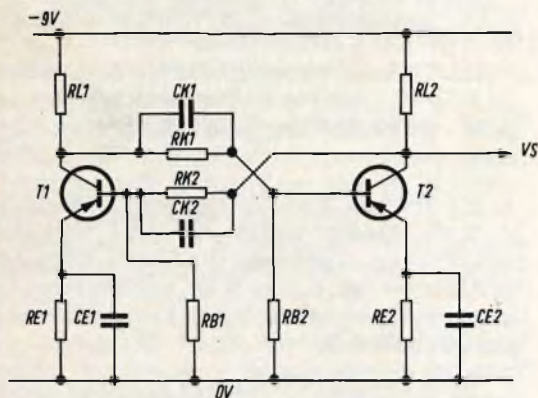 -9V
RL1
CK1
RL2
RK1
VS
T1
RK2
T2
CK2
RE1
CE1
RB1
RB2
RE2
CE2
0V